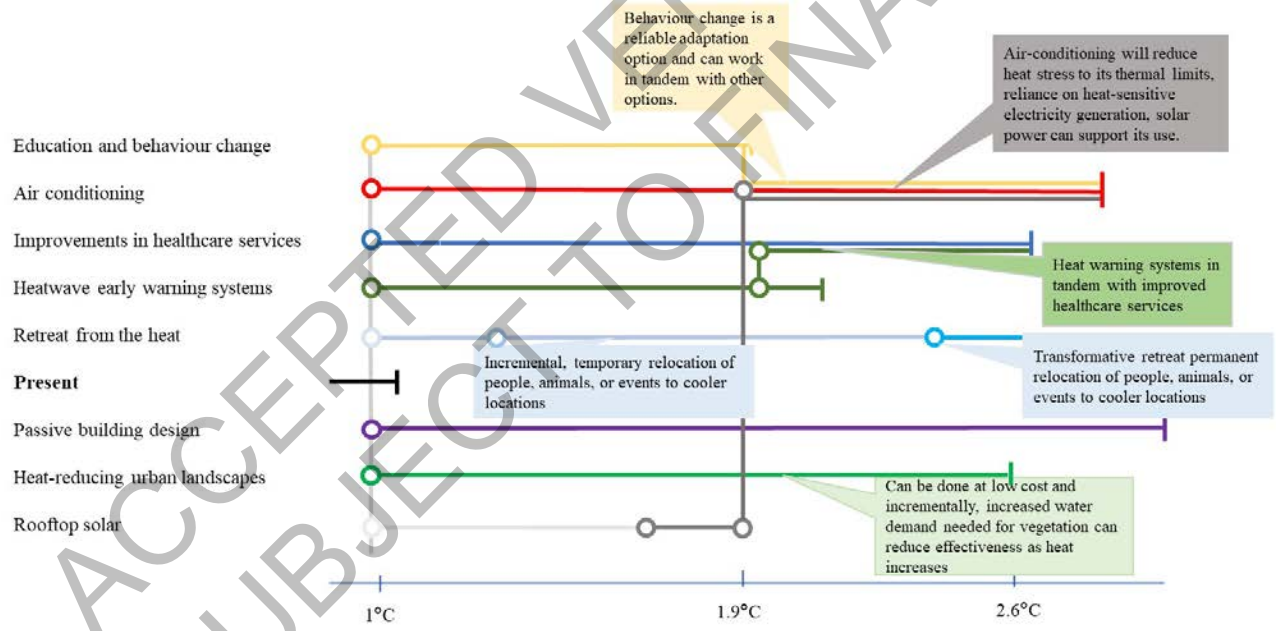 Behaviour change is a
reliable adaptation
option and can work
in tandem with other
options.
Air-conditioning will reduce
heat stress to its thermal limits,
reliance on heat-sensitive
electricity generation, solar
power can support its use.
Education and behaviour change
Air conditioning
Improvements in healthcare services
Heatwave early warning systems
Heat warning systems in
tandem with improved
healthcare services
Retreat from the heat
Incremental, temporary relocation of
people, animals, or events to cooler
locations
Transformative retreat permanent
relocation of people, animals, or
events to cooler locations
Present
Passive building design
Heat-reducing urban landscapes
Can be done at low cost and
incrementally, increased water
demand needed for vegetation can
reduce effectiveness as heat
increases
Rooftop solar
1°C
1.9°C
2.6°C
ACCEPTED VE
SUBJECT TO FINA